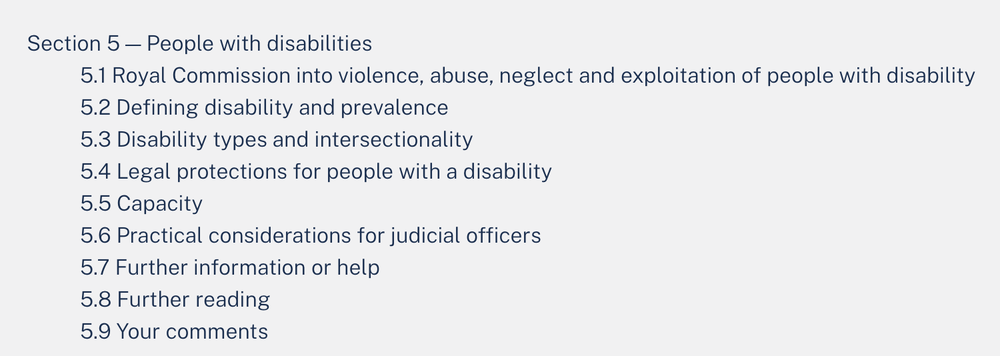 Section 5 — People with disabilities
5.1 Royal Commission into violence, abuse, neglect and exploitation of people with disability
5.2 Defining disability and prevalence
5.3 Disability types and intersectionality
5.4 Legal protections for people with a disability
5.5 Capacity
5.6 Practical considerations for judicial officers
5.7 Further information or help
5.8 Further reading
5.9 Your comments